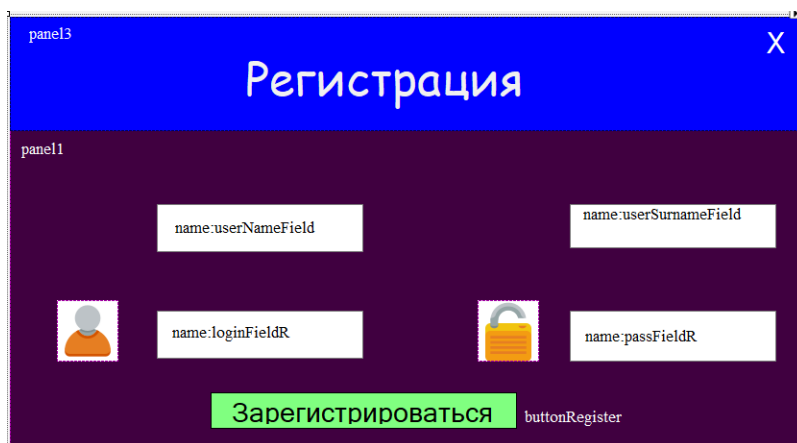 panel3
X
Регистрация
panel1
name:userNameField
name:userSurnameField
name:loginFieldR
name:passFieldR
Зарегистрироваться
buttonRegister